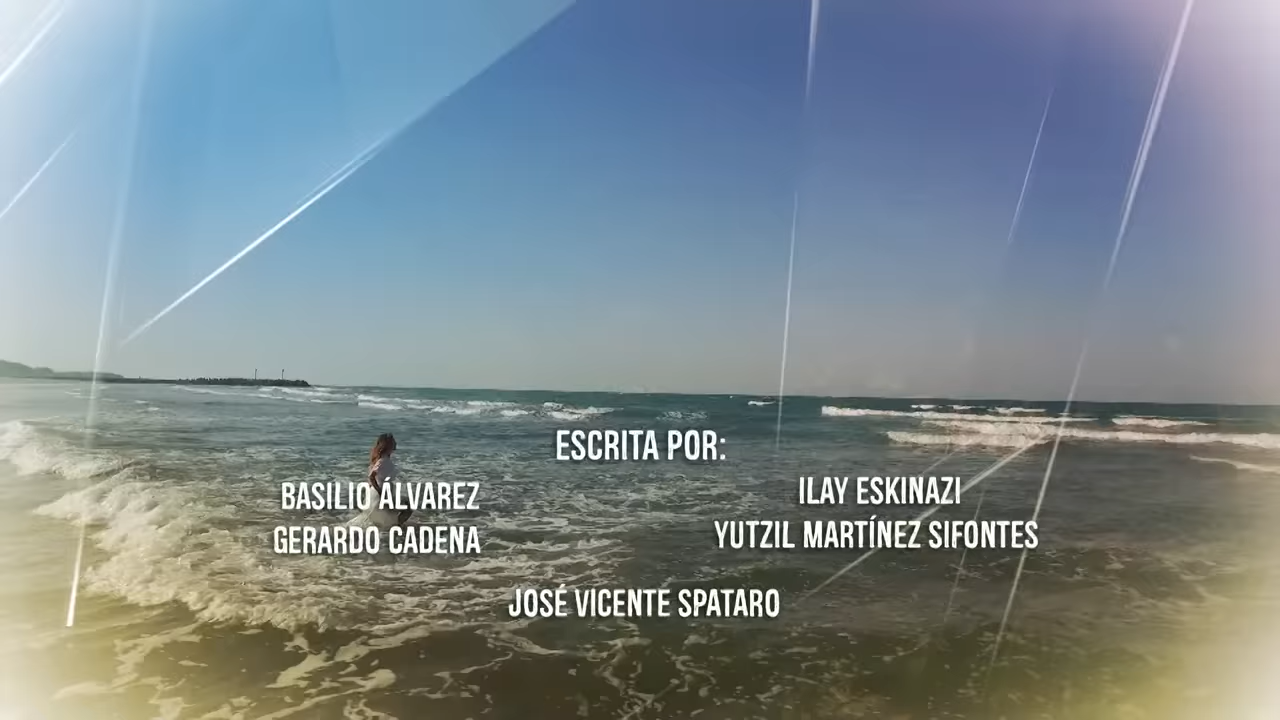 ESCRITA POR:
BASILIO ÁLVAREZ
GERARDO CADENA
ILAY ESKINAZI
YUTZIL MARTÍNEZ SIFONTES
JOSÉ VICENTE SPATARO